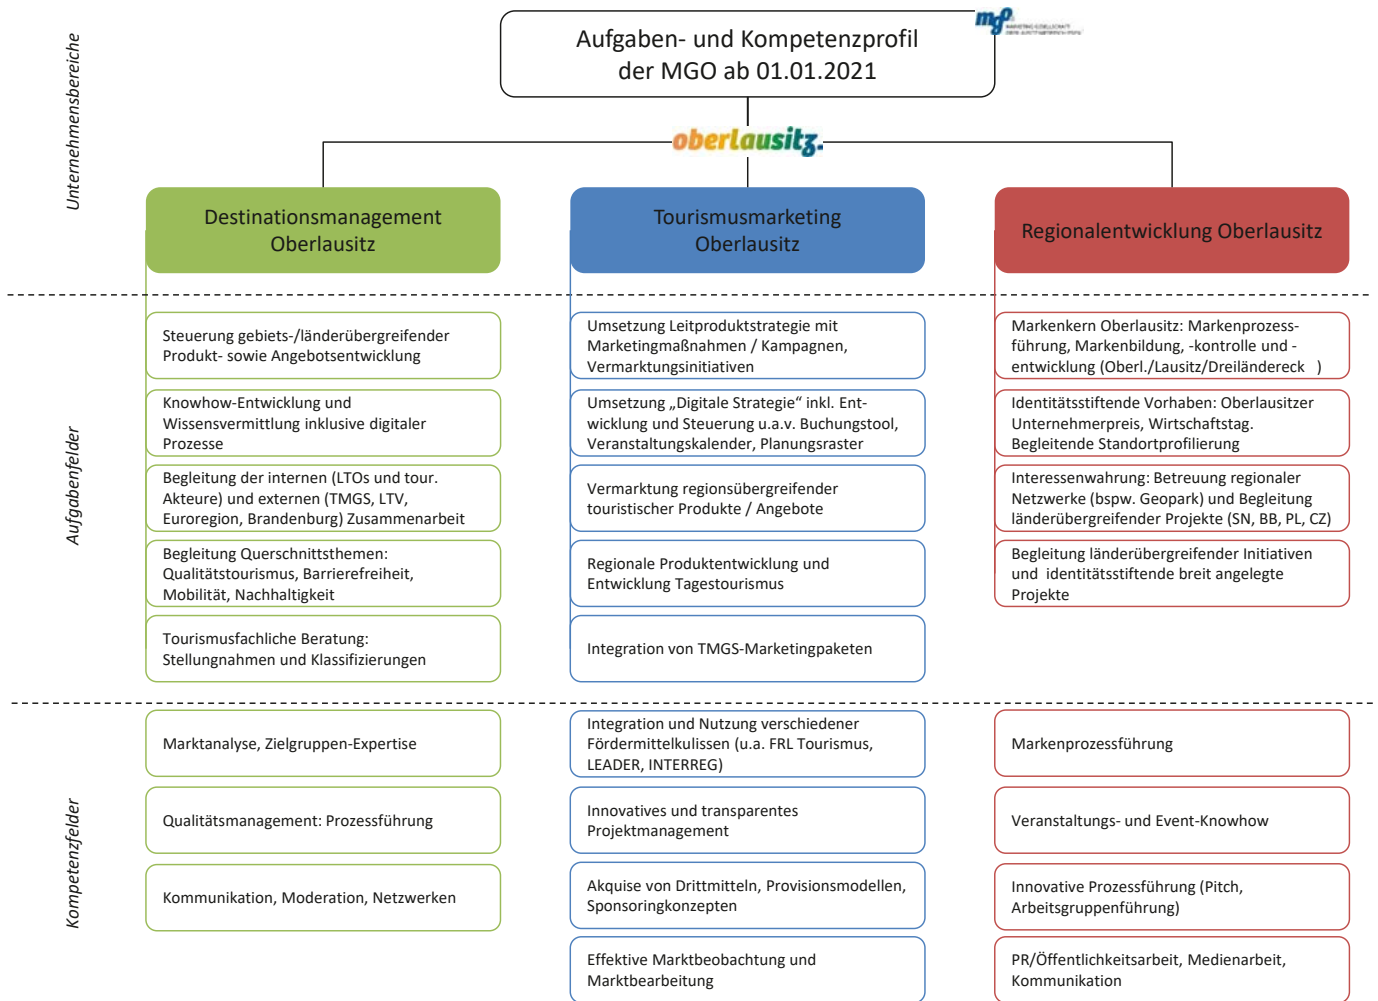 Aufgaben- und Kompetenzprofil
der MGO ab 01.01.2021
mgo
oberlausitz.
Unternehmensbereiche
Destinationsmanagement
Oberlausitz
Tourismusmarketing
Oberlausitz
Regionalentwicklung Oberlausitz
Aufgabenfelder
Steuerung gebiets-/länderübergreifender
Produkt- sowie Angebotsentwicklung
Knowhow-Entwicklung und
Wissensvermittlung inklusive digitaler
Prozesse
Begleitung der internen (LTOs und tour.
Akteure) und externen (TMGS, LTV,
Euroregion, Brandenburg) Zusammenarbeit
Begleitung Querschnittsthemen:
Qualitätstourismus, Barrierefreiheit,
Mobilität, Nachhaltigkeit
Tourismusfachliche Beratung:
Stellungnahmen und Klassifizierungen
Umsetzung Leitproduktstrategie mit
Marketingmaßnahmen / Kampagnen,
Vermarktungsinitiativen
Umsetzung „Digitale Strategie“ inkl. Ent-
wicklung und Steuerung u.a.v. Buchungstool,
Veranstaltungskalender, Planungsraster
Vermarktung regionsübergreifender
touristischer Produkte / Angebote
Regionale Produktentwicklung und
Entwicklung Tagestourismus
Integration von TMGS-Marketingpaketen
Markenkern Oberlausitz: Markenprozess-
führung, Markenbildung, -kontrolle und -
entwicklung (Oberl./Lausitz/Dreiländereck )
Identitätsstiftende Vorhaben: Oberlausitzer
Unternehmerpreis, Wirtschaftstag.
Begleitende Standortprofilierung
Interessenwahrung: Betreuung regionaler
Netzwerke (bspw. Geopark) und Begleitung
länderübergreifender Projekte (SN, BB, PL, CZ)
Begleitung länderübergreifender Initiativen
und identitätsstiftende breit angelegte
Projekte
Kompetenzfelder
Marktanalyse, Zielgruppen-Expertise
Qualitätsmanagement: Prozessführung
Kommunikation, Moderation, Netzwerken
Integration und Nutzung verschiedener
Fördermittelkulissen (u.a. FRL Tourismus,
LEADER, INTERREG)
Innovatives und transparentes
Projektmanagement
Akquise von Drittmitteln, Provisionsmodellen,
Sponsoringkonzepten
Effektive Marktbeobachtung und
Marktbearbeitung
Markenprozessführung
Veranstaltungs- und Event-Knowhow
Innovative Prozessführung (Pitch,
Arbeitsgruppenführung)
PR/Öffentlichkeitsarbeit, Medienarbeit,
Kommunikation